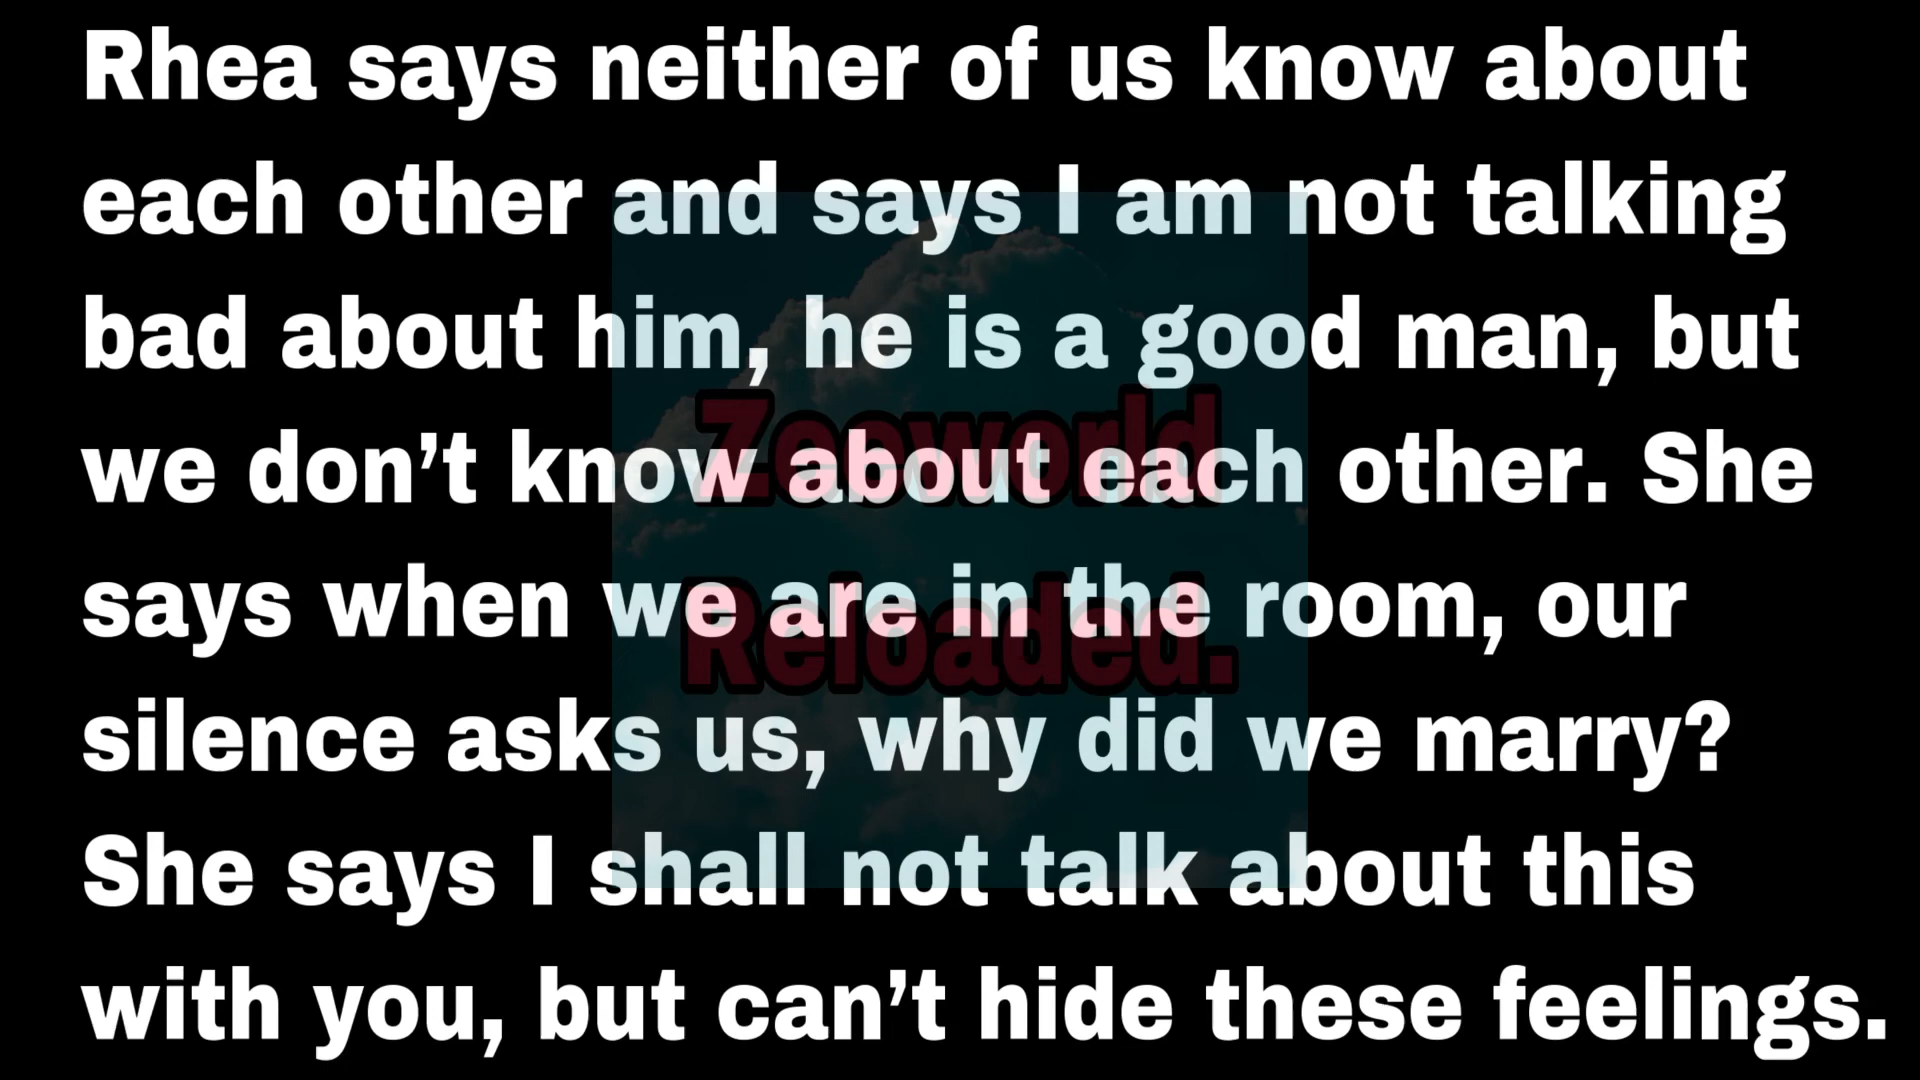 Rhea says neither of us know about
each other and says I am not talking
bad about him, he is a good man, but
we don’t know about each other. She
says when we are in the room, our
silence asks us, why did we marry?
She says I shall not talk about this
with you, but can’t hide these feelings.
Zeeworld
Reloaded.